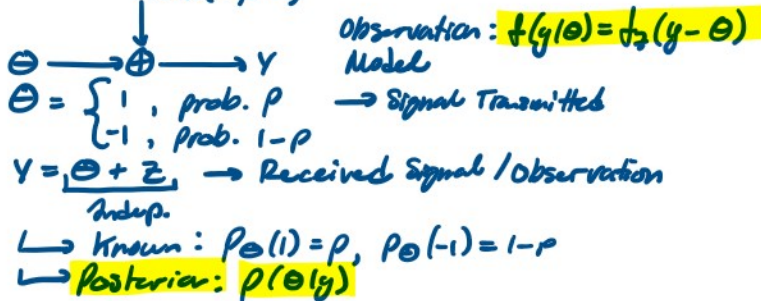 Observation: f(y|Θ) = f_z(y - Θ)
Θ → ⊕ → Y Model
Θ = { 1, prob. p → Signal Transmitted
-1, prob. 1-p
Y = Θ + Z, → Received Signal / Observation
Indep.
↳ Known: p_Θ(1) = p, p_Θ(-1) = 1-p
↳ Posterior: p(Θ|y)